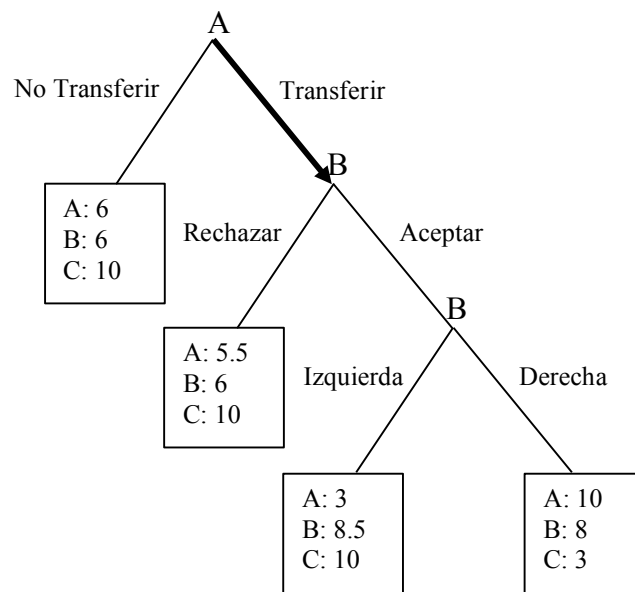 A
No Transferir
Transferir
B
A: 6
B: 6
C: 10
Rechazar
Aceptar
B
A: 5.5
B: 6
C: 10
Izquierda
Derecha
A: 3
B: 8.5
C: 10
A: 10
B: 8
C: 3